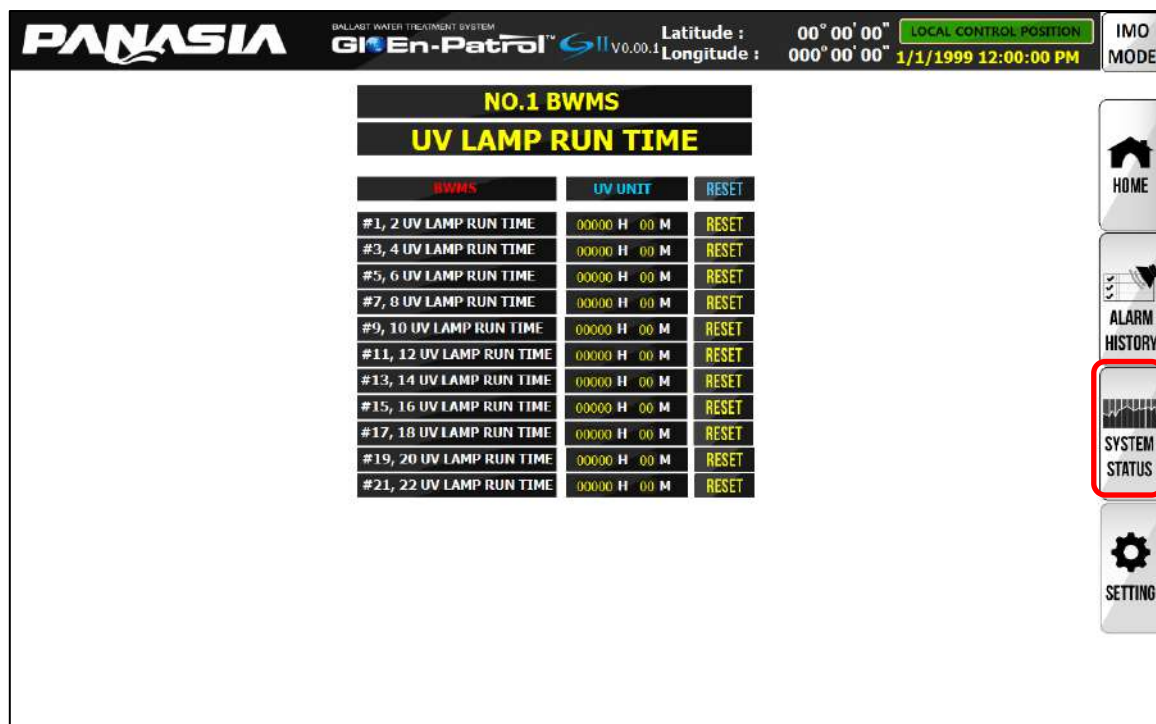 PANASIA
BALLAST WATER TREATMENT SYSTEM
GloEn-Patrol™ SII V0.00.1
Latitude : 00° 00' 00"
Longitude : 000° 00' 00"
LOCAL CONTROL POSITION
1/1/1999 12:00:00 PM
IMO
MODE
NO.1 BWMS
UV LAMP RUN TIME
BWMS UV UNIT RESET
#1, 2 UV LAMP RUN TIME 00000 H 00 M RESET
#3, 4 UV LAMP RUN TIME 00000 H 00 M RESET
#5, 6 UV LAMP RUN TIME 00000 H 00 M RESET
#7, 8 UV LAMP RUN TIME 00000 H 00 M RESET
#9, 10 UV LAMP RUN TIME 00000 H 00 M RESET
#11, 12 UV LAMP RUN TIME 00000 H 00 M RESET
#13, 14 UV LAMP RUN TIME 00000 H 00 M RESET
#15, 16 UV LAMP RUN TIME 00000 H 00 M RESET
#17, 18 UV LAMP RUN TIME 00000 H 00 M RESET
#19, 20 UV LAMP RUN TIME 00000 H 00 M RESET
#21, 22 UV LAMP RUN TIME 00000 H 00 M RESET
HOME
ALARM
HISTORY
SYSTEM
STATUS
SETTING